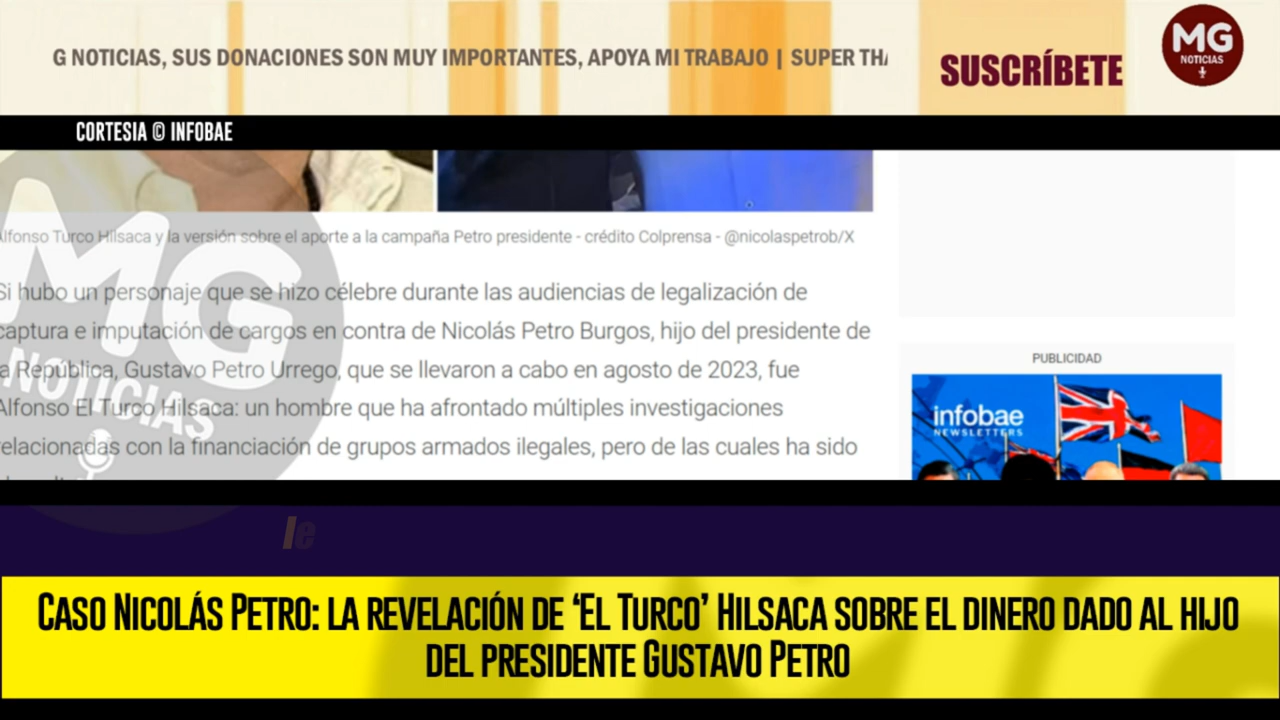 G NOTICIAS, SUS DONACIONES SON MUY IMPORTANTES, APOYA MI TRABAJO | SUPER THA
SUSCRÍBETE
MG
NOTICIAS
CORTESIA © INFOBAE
Alfonso Turco Hilsaca y la versión sobre el aporte a la campaña Petro presidente - crédito Colprensa - @nicolaspetrob/X
Si hubo un personaje que se hizo célebre durante las audiencias de legalización de
captura e imputación de cargos en contra de Nicolás Petro Burgos, hijo del presidente de
la República, Gustavo Petro Urrego, que se llevaron a cabo en agosto de 2023, fue
Alfonso El Turco Hilsaca: un hombre que ha afrontado múltiples investigaciones
relacionadas con la financiación de grupos armados ilegales, pero de las cuales ha sido
MG
NOTICIAS
PUBLICIDAD
infobae
NEWSLETTERS
le
CASO NICOLÁS PETRO: LA REVELACIÓN DE ‘EL TURCO’ HILSACA SOBRE EL DINERO DADO AL HIJO
DEL PRESIDENTE GUSTAVO PETRO